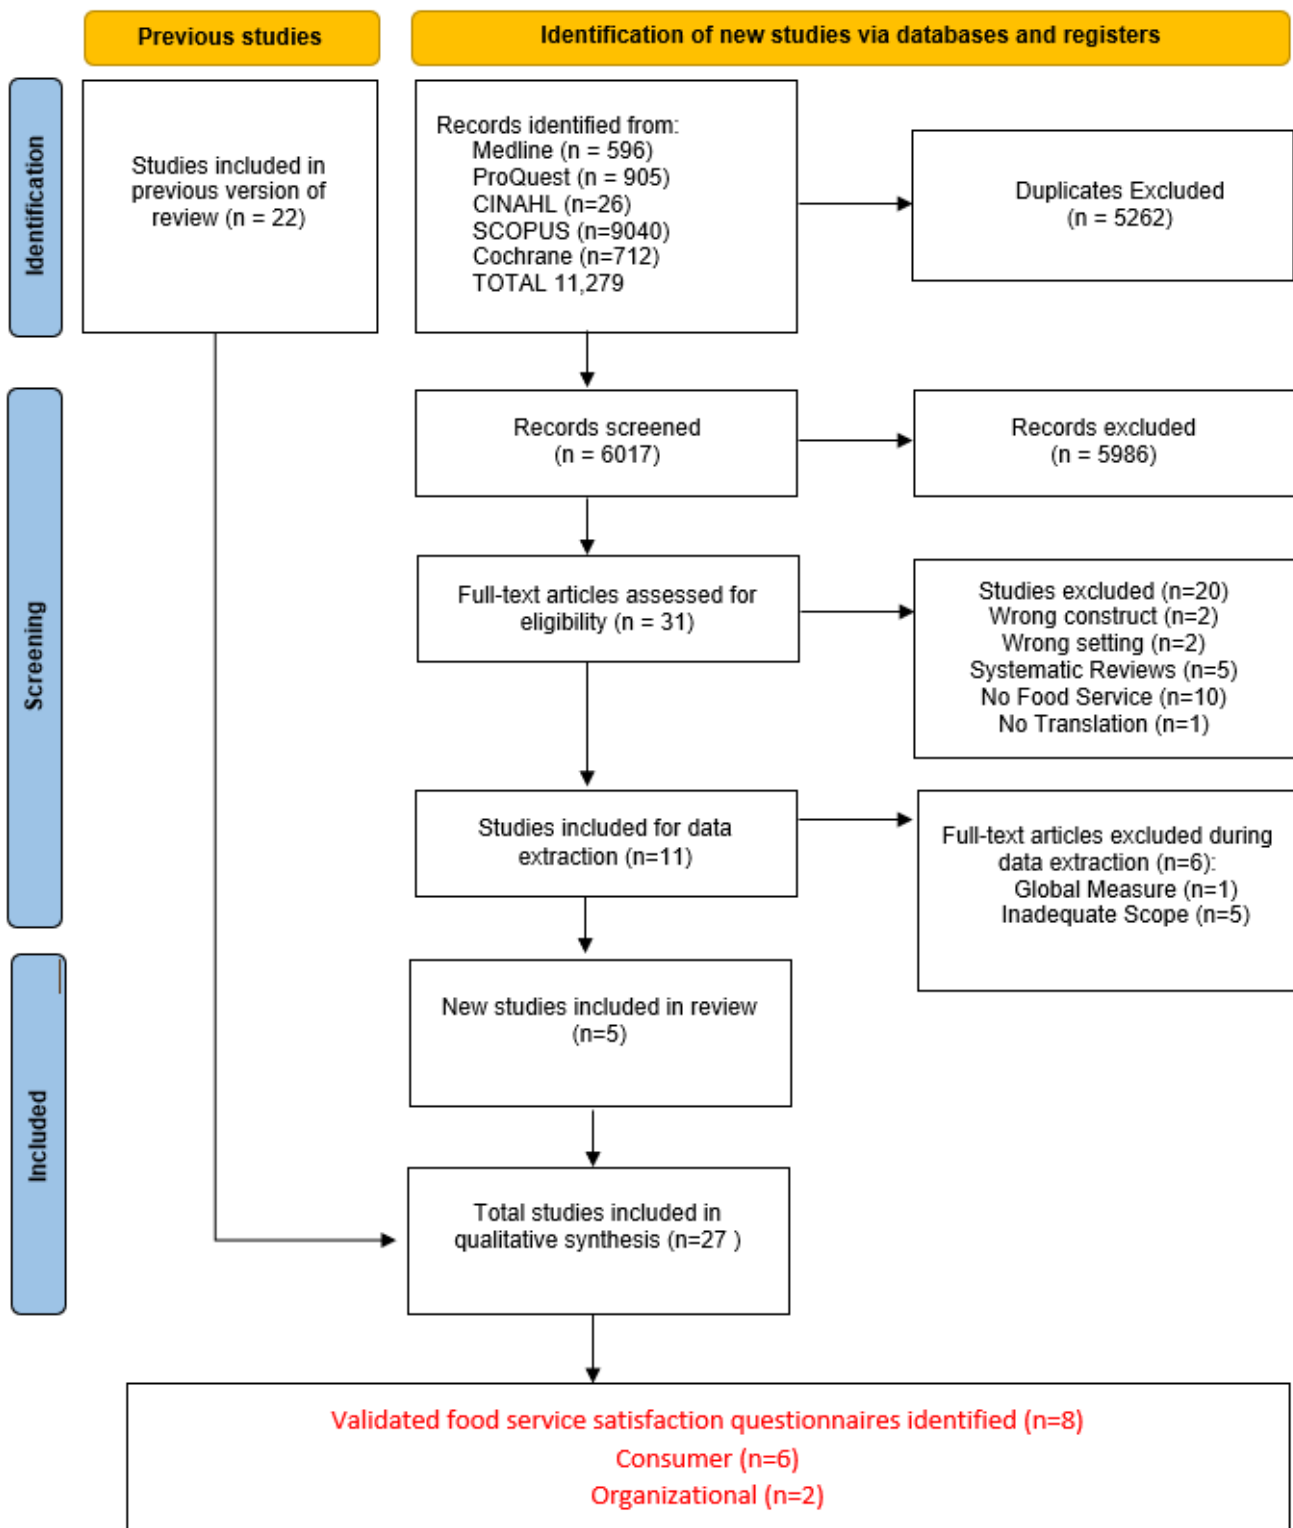 Previous studies
Identification of new studies via databases and registers
Identification
Studies included in
previous version of
review (n = 22)
Records identified from:
Medline (n = 596)
ProQuest (n = 905)
CINAHL (n=26)
SCOPUS (n=9040)
Cochrane (n=712)
TOTAL 11,279
Duplicates Excluded
(n = 5262)
Screening
Records screened
(n = 6017)
Records excluded
(n = 5986)
Full-text articles assessed for
eligibility (n = 31)
Studies excluded (n=20)
Wrong construct (n=2)
Wrong setting (n=2)
Systematic Reviews (n=5)
No Food Service (n=10)
No Translation (n=1)
Studies included for data
extraction (n=11)
Full-text articles excluded during
data extraction (n=6):
Global Measure (n=1)
Inadequate Scope (n=5)
Included
New studies included in review
(n=5)
Total studies included in
qualitative synthesis (n=27 )
Validated food service satisfaction questionnaires identified (n=8)
Consumer (n=6)
Organizational (n=2)